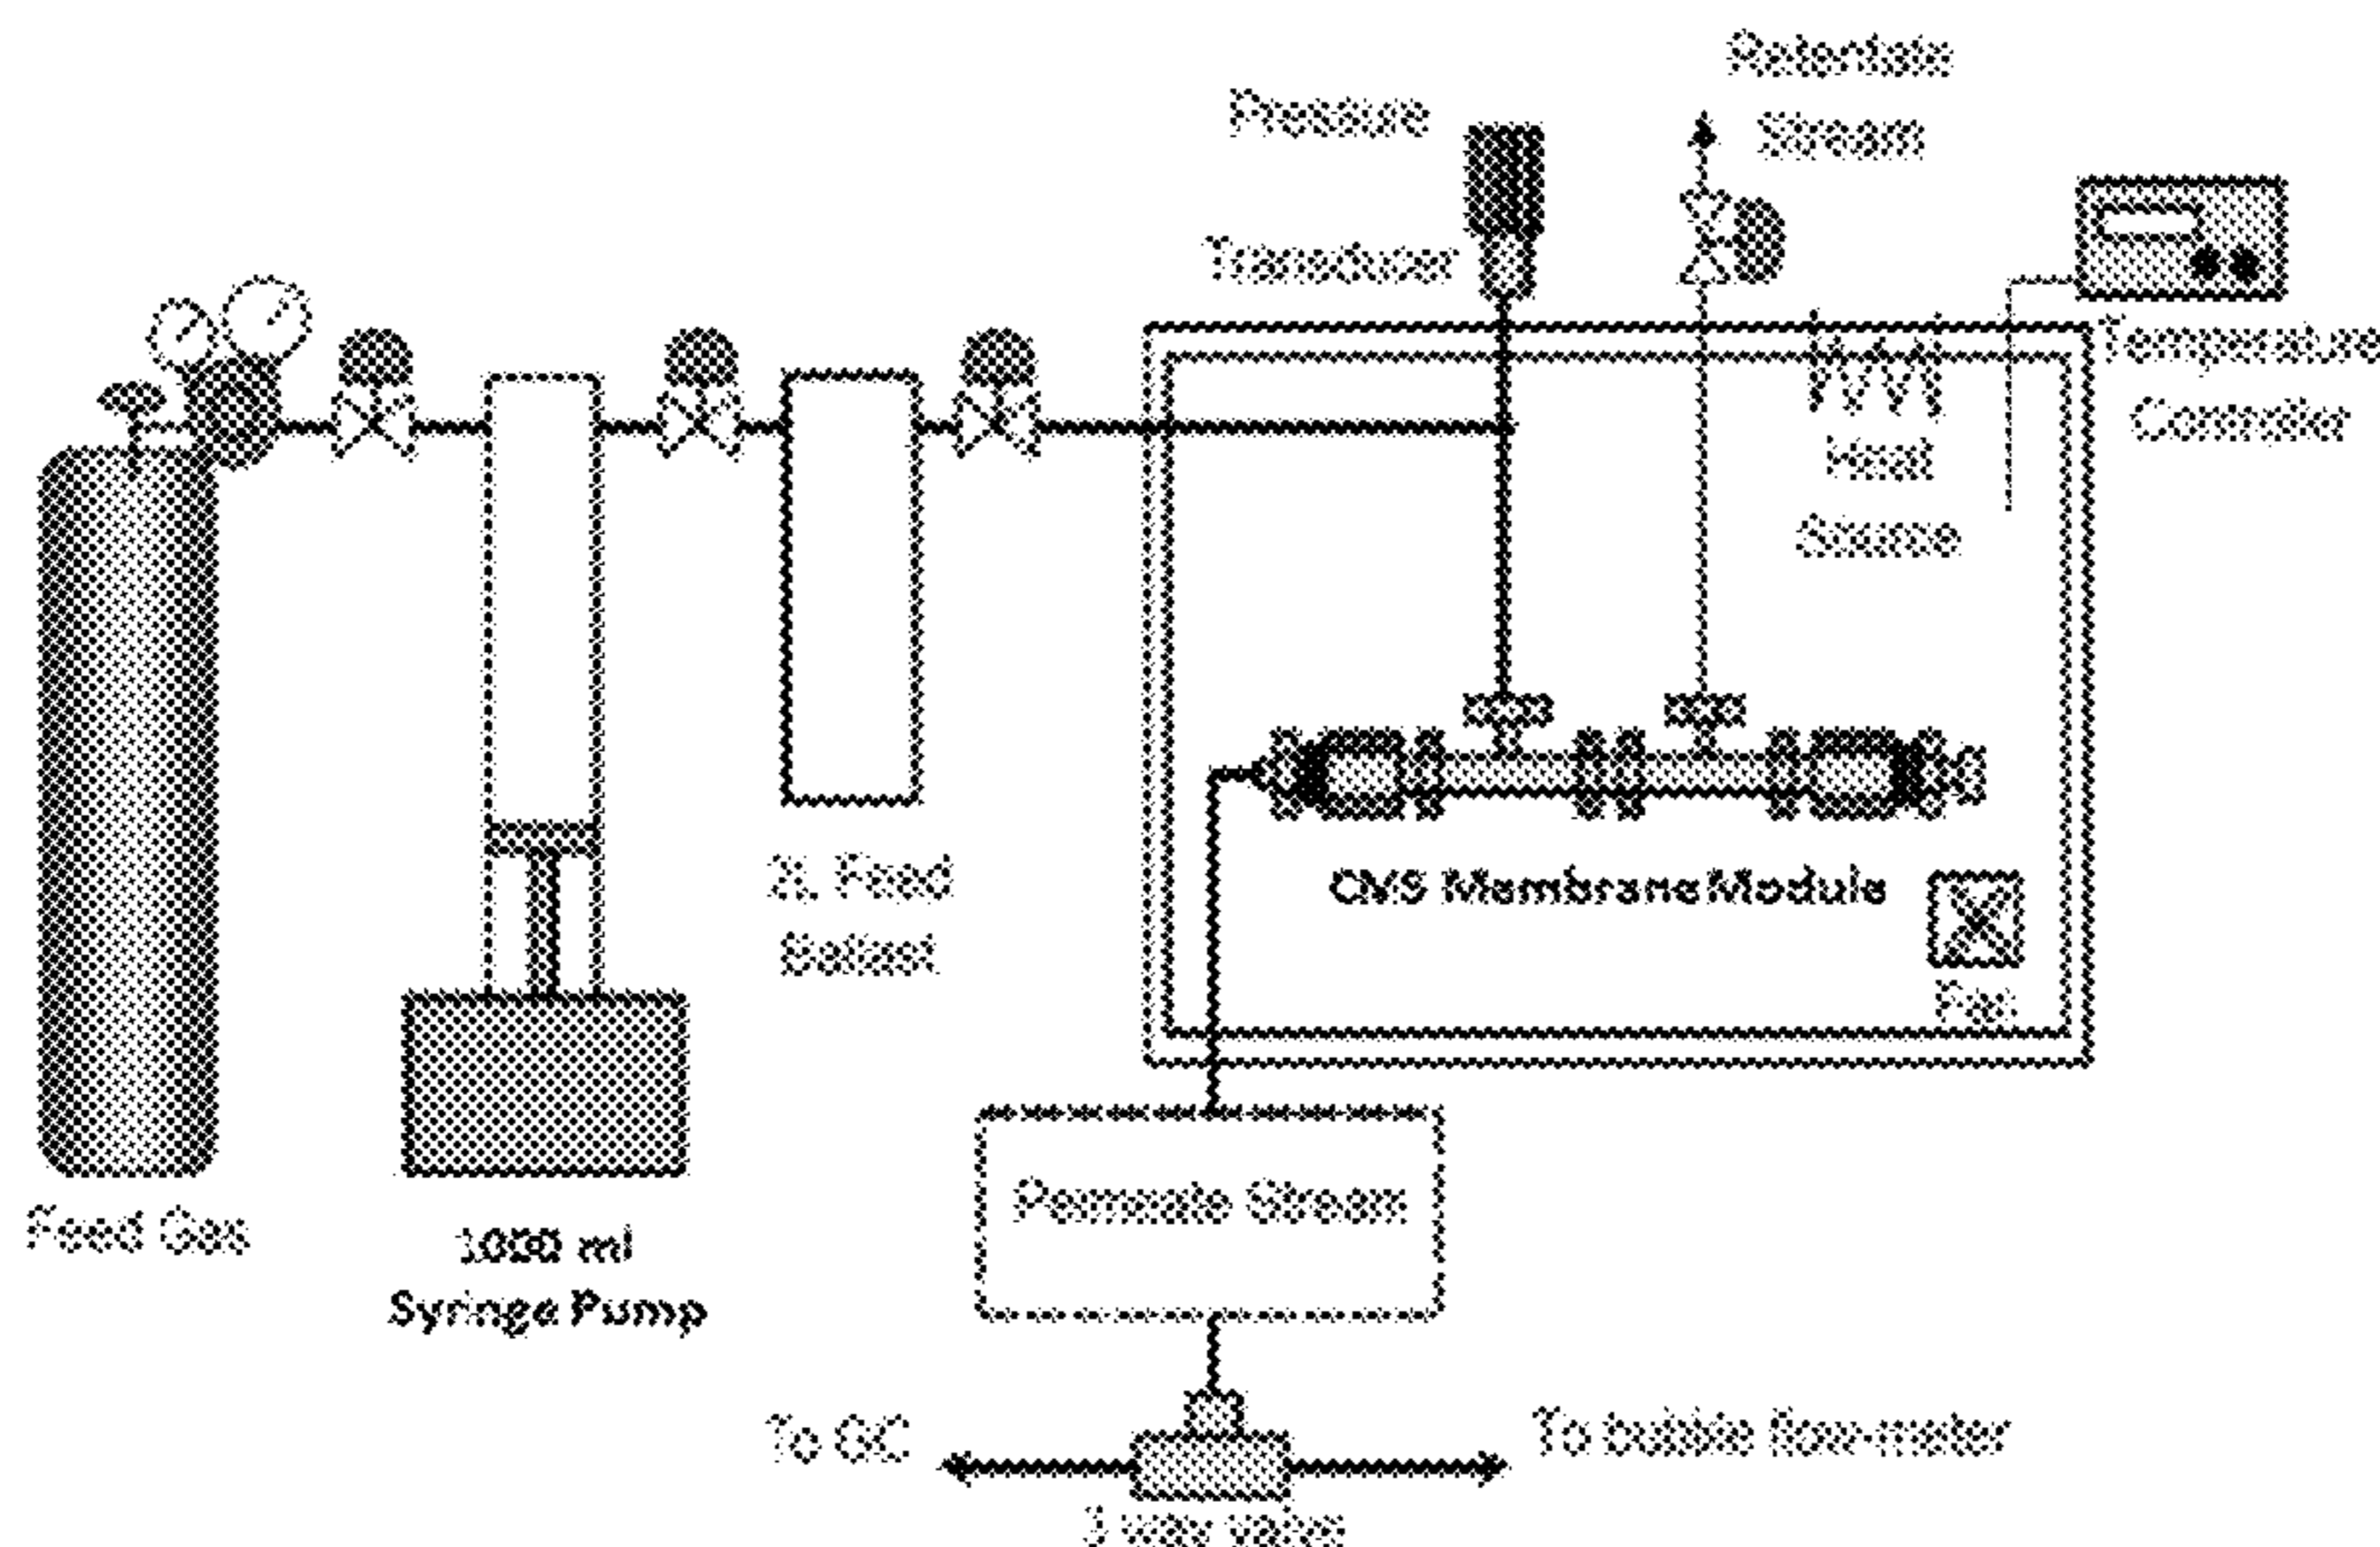 Retentate
Stream
Pressure
Transducer
Temperature
Controller
Heat
Source
2L Feed
Ballast
CMS Membrane Module
Fan
Feed Gas
1000 ml
Syringe Pump
Permeate Stream
To GC
To bubble flow-meter
3 way valve